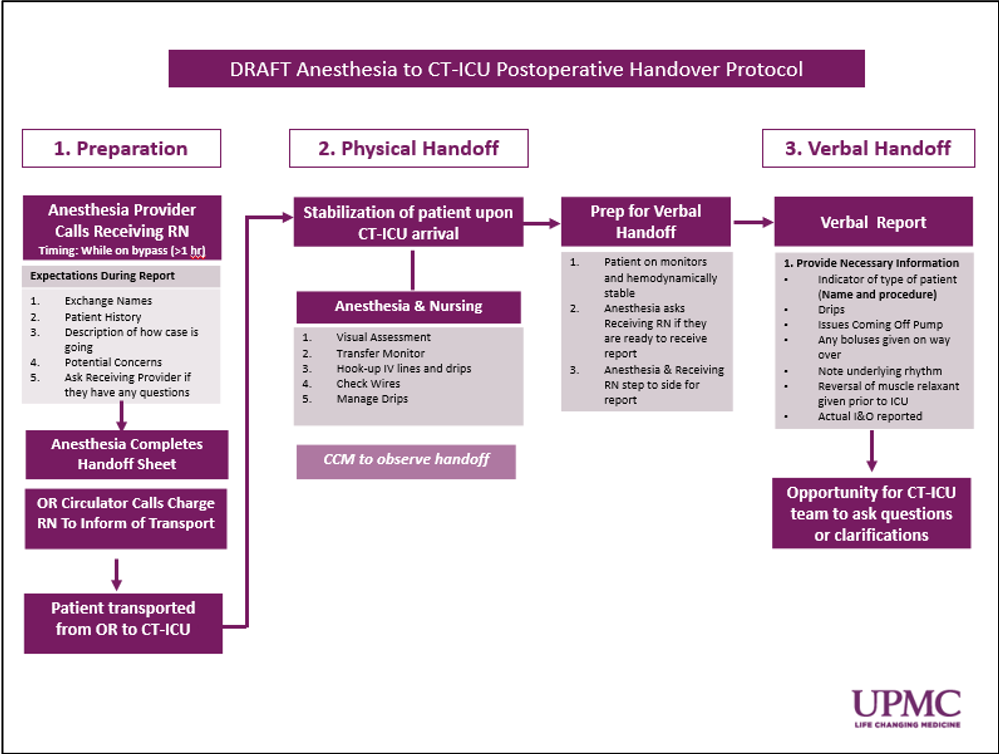 DRAFT Anesthesia to CT-ICU Postoperative Handover Protocol
1. Preparation
Anesthesia Provider
Calls Receiving RN
Timing: While on bypass (>1 hr)
Expectations During Report
1. Exchange Names
2. Patient History
3. Description of how case is
going
4. Potential Concerns
5. Ask Receiving Provider if
they have any questions
Anesthesia Completes
Handoff Sheet
OR Circulator Calls Charge
RN To Inform of Transport
Patient transported
from OR to CT-ICU
2. Physical Handoff
Stabilization of patient upon
CT-ICU arrival
Anesthesia & Nursing
1. Visual Assessment
2. Transfer Monitor
3. Hook-up IV lines and drips
4. Check Wires
5. Manage Drips
CCM to observe handoff
Prep for Verbal
Handoff
1. Patient on monitors
and hemodynamically
stable
2. Anesthesia asks
Receiving RN if they
are ready to receive
report
3. Anesthesia & Receiving
RN step to side for
report
3. Verbal Handoff
Verbal Report
1. Provide Necessary Information
• Indicator of type of patient
(Name and procedure)
• Drips
• Issues Coming Off Pump
• Any boluses given on way
over
• Note underlying rhythm
• Reversal of muscle relaxant
given prior to ICU
• Actual I&O reported
Opportunity for CT-ICU
team to ask questions
or clarifications
UPMC
LIFE CHANGING MEDICINE